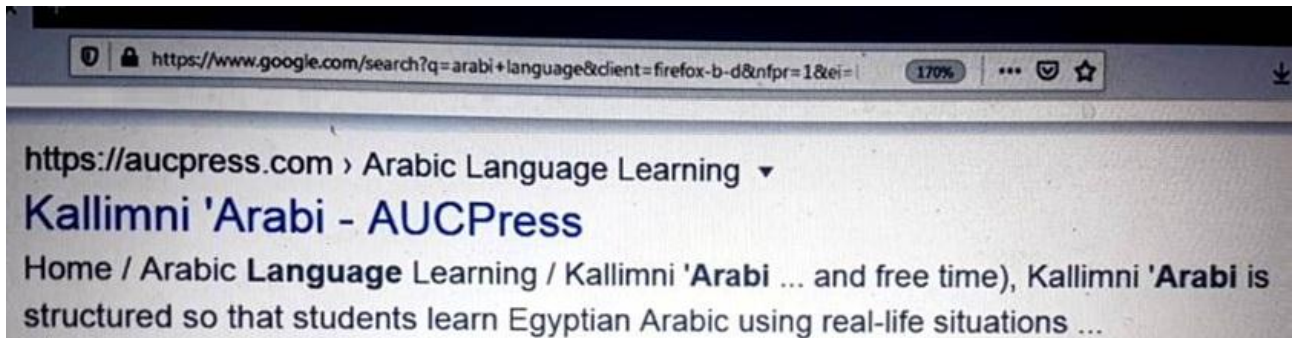 https://www.google.com/search?q=arabi+language&client=firefox-b-d&nfpr=1&ei= 170%
https://aucpress.com › Arabic Language Learning
Kallimni 'Arabi - AUCPress
Home / Arabic Language Learning / Kallimni 'Arabi ... and free time), Kallimni 'Arabi is
structured so that students learn Egyptian Arabic using real-life situations ...